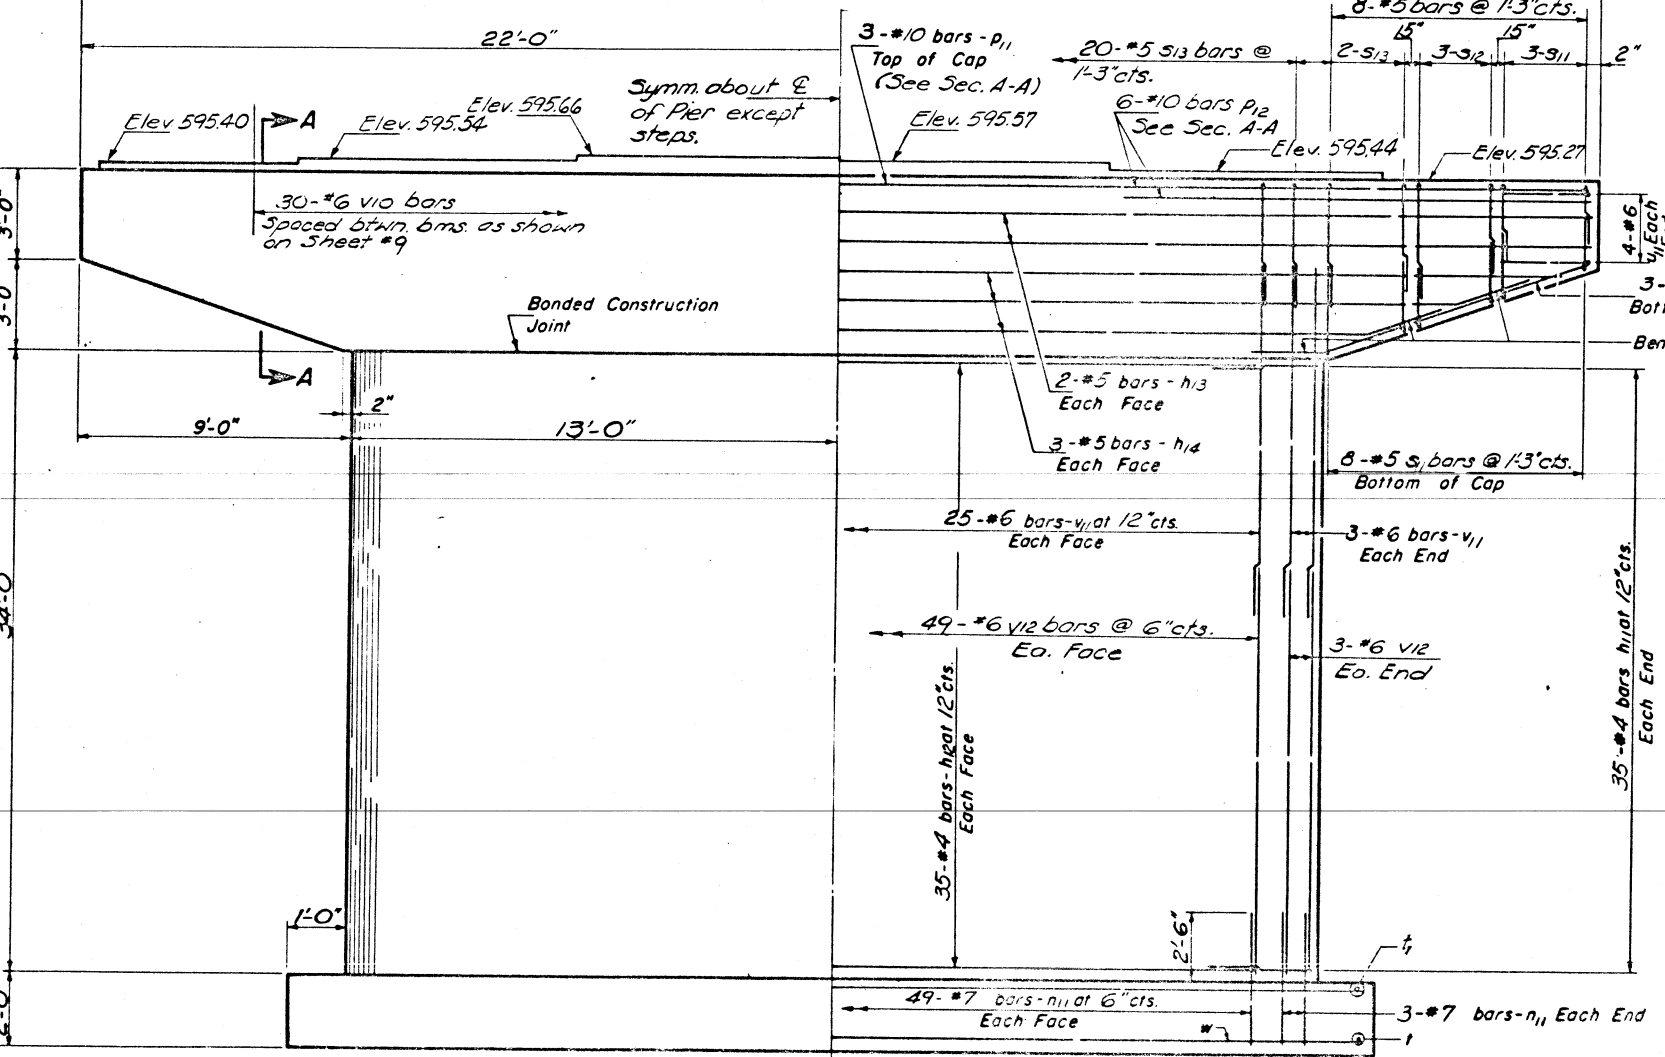 8-#5 bars @ 1'-3" cts.
22'-0"
3-#10 bars - p11
Top of Cap
(See Sec. A-A)
20-#5 s13 bars @
1'-3" cts.
15"
15"
2-s13
3-s12
3-s11
2"
Symm. about ℄
of Pier except
steps.
6-#10 bars p12
See Sec. A-A
Elev. 595.40
A
Elev. 595.54
Elev. 595.66
Elev. 595.57
Elev. 595.44
Elev. 595.27
3'-0"
30-#6 v10 bars
Spaced btwn. bms. as shown
on Sheet #9
4-#6
u11 Each
3'-0
Bonded Construction
Joint
3-
Bott
Ben
A
2"
2-#5 bars - h13
Each Face
9'-0"
13'-0"
3-#5 bars - h14
Each Face
8-#5 s11 bars @ 1'-3" cts.
Bottom of Cap
25-#6 bars-v11 at 12" cts.
Each Face
3-#6 bars-v11
Each End
34'-0
49-#6 v12 bars @ 6" cts.
Ea. Face
3-#6 v12
Ea. End
35-#4 bars-h12 at 12" cts.
Each Face
35-#4 bars h11 at 12" cts.
Each End
1'-0"
2'-6"
t1
2'-0
49-#7 bars-n11 at 6" cts.
Each Face
3-#7 bars-n11 Each End
w
t